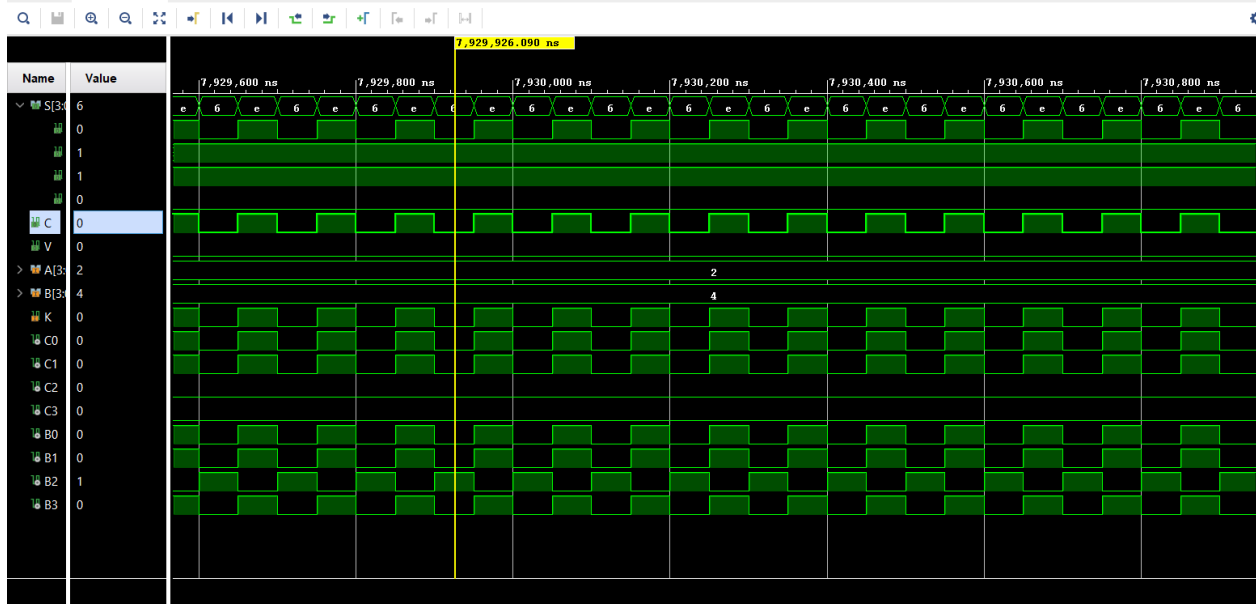 7,929,926.090 ns
Name Value 7,929,600 ns 7,929,800 ns 7,930,000 ns 7,930,200 ns 7,930,400 ns 7,930,600 ns 7,930,800 ns
S[3:0 6 e 6 e 6 e 6 e 6 e 6 e 6 e 6 e 6 e 6 e 6 e 6 e 6 e 6 e 6
0
1
1
0
C 0
V 0
A[3: 2 2
B[3:0 4 4
K 0
C0 0
C1 0
C2 0
C3 0
B0 0
B1 0
B2 1
B3 0